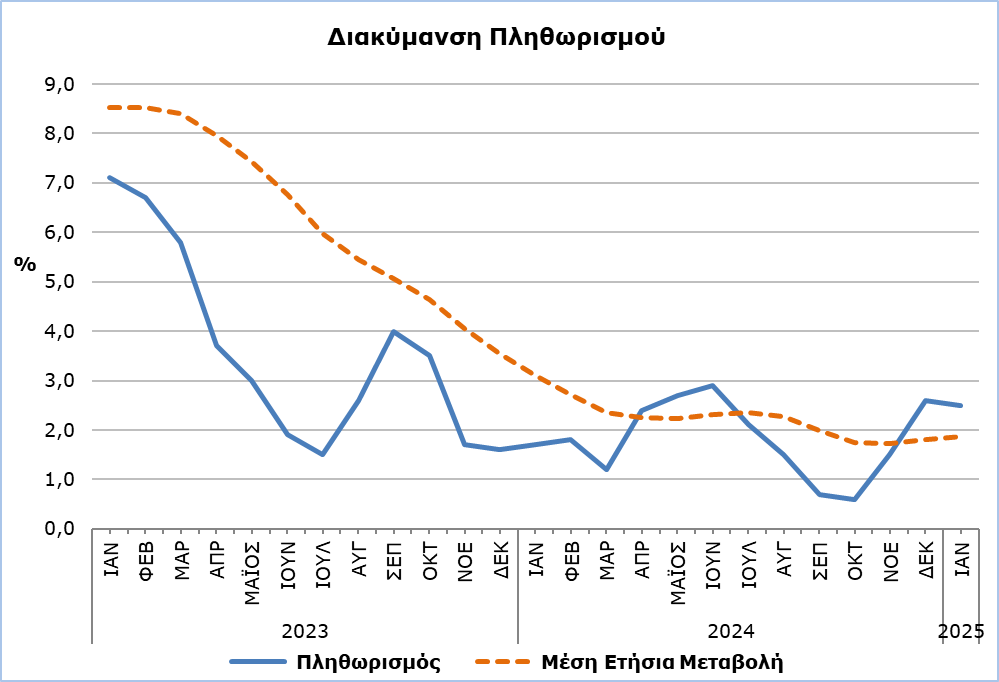 Διακύμανση Πληθωρισμού
9,0
8,0
7,0
6,0
%
5,0
4,0
3,0
2,0
1,0
0,0
ΙΑΝ ΦΕΒ ΜΑΡ ΑΠΡ ΜΑΪΟΣ ΙΟΥΝ ΙΟΥΛ ΑΥΓ ΣΕΠ ΟΚΤ ΝΟΕ ΔΕΚ ΙΑΝ ΦΕΒ ΜΑΡ ΑΠΡ ΜΑΪΟΣ ΙΟΥΝ ΙΟΥΛ ΑΥΓ ΣΕΠ ΟΚΤ ΝΟΕ ΔΕΚ ΙΑΝ
2023 2024 2025
Πληθωρισμός Μέση Ετήσια Μεταβολή